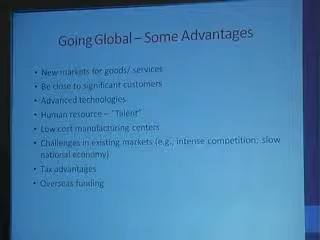 Going Global – Some Advantages
• New markets for goods/ services
• Be close to significant customers
• Advanced technologies
• Human resource – "Talent"
• Low cost manufacturing centers
• Challenges in existing markets (e.g., intense competition; slow
national economy)
• Tax advantages
• Overseas funding